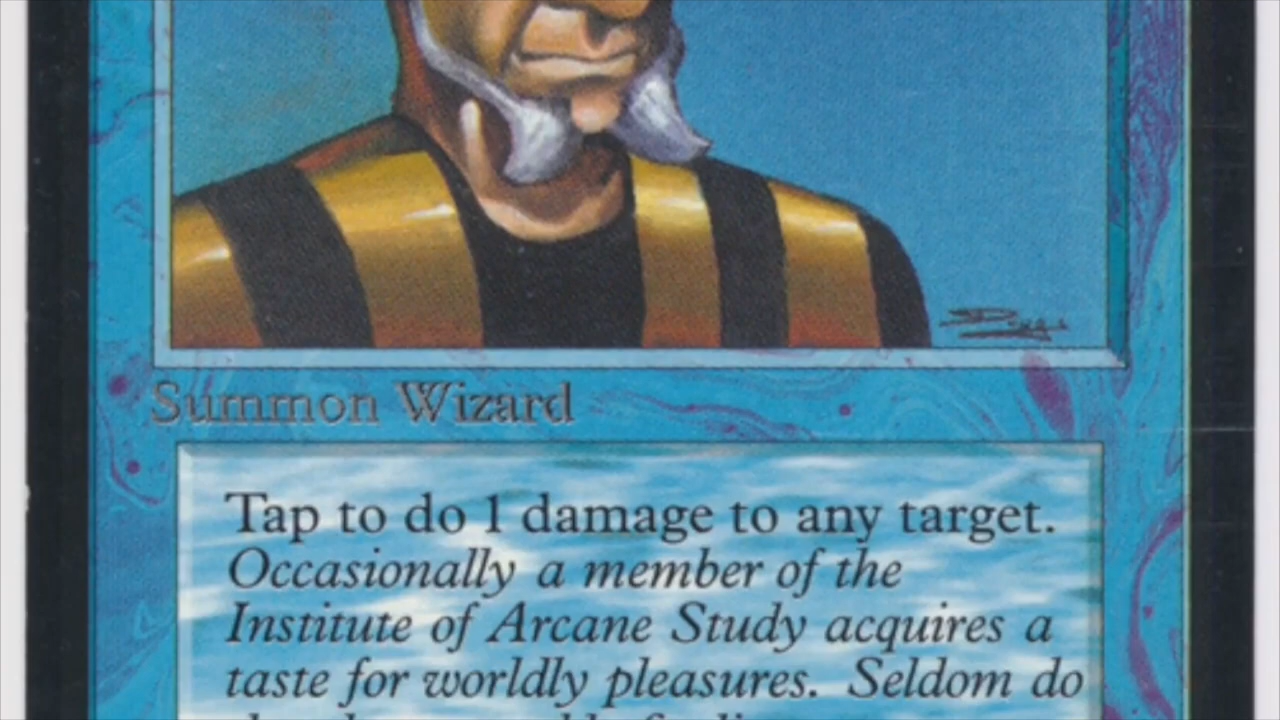 Summon Wizard
Tap to do 1 damage to any target.
Occasionally a member of the
Institute of Arcane Study acquires a
taste for worldly pleasures. Seldom do